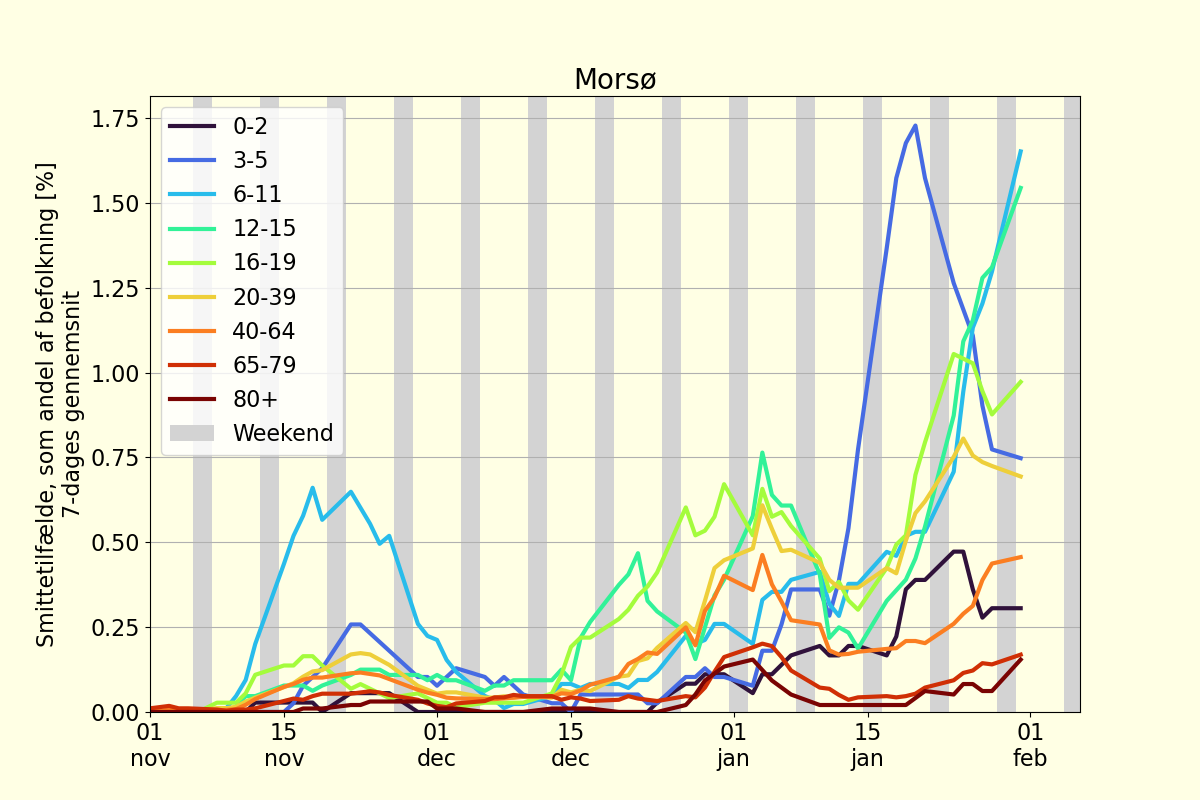 Morsø
Smittetilfælde, som andel af befolkning [%]
7-dages gennemsnit
1.75
1.50
1.25
1.00
0.75
0.50
0.25
0.00
0-2
3-5
6-11
12-15
16-19
20-39
40-64
65-79
80+
Weekend
01 15 01 15 01 15 01
nov nov dec dec jan jan feb